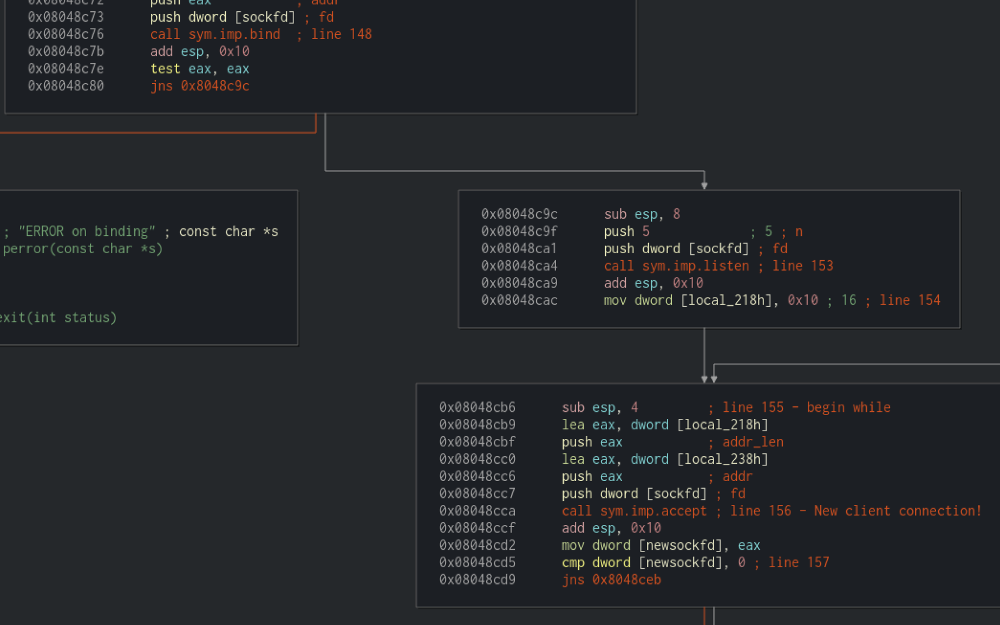 0x08048c72 push eax ; addr
0x08048c73 push dword [sockfd] ; fd
0x08048c76 call sym.imp.bind ; line 148
0x08048c7b add esp, 0x10
0x08048c7e test eax, eax
0x08048c80 jns 0x8048c9c
; "ERROR on binding" ; const char *s
perror(const char *s)
exit(int status)
0x08048c9c sub esp, 8
0x08048c9f push 5 ; 5 ; n
0x08048ca1 push dword [sockfd] ; fd
0x08048ca4 call sym.imp.listen ; line 153
0x08048ca9 add esp, 0x10
0x08048cac mov dword [local_218h], 0x10 ; 16 ; line 154
0x08048cb6 sub esp, 4 ; line 155 - begin while
0x08048cb9 lea eax, dword [local_218h]
0x08048cbf push eax ; addr_len
0x08048cc0 lea eax, dword [local_238h]
0x08048cc6 push eax ; addr
0x08048cc7 push dword [sockfd] ; fd
0x08048cca call sym.imp.accept ; line 156 - New client connection!
0x08048ccf add esp, 0x10
0x08048cd2 mov dword [newsockfd], eax
0x08048cd5 cmp dword [newsockfd], 0 ; line 157
0x08048cd9 jns 0x8048ceb